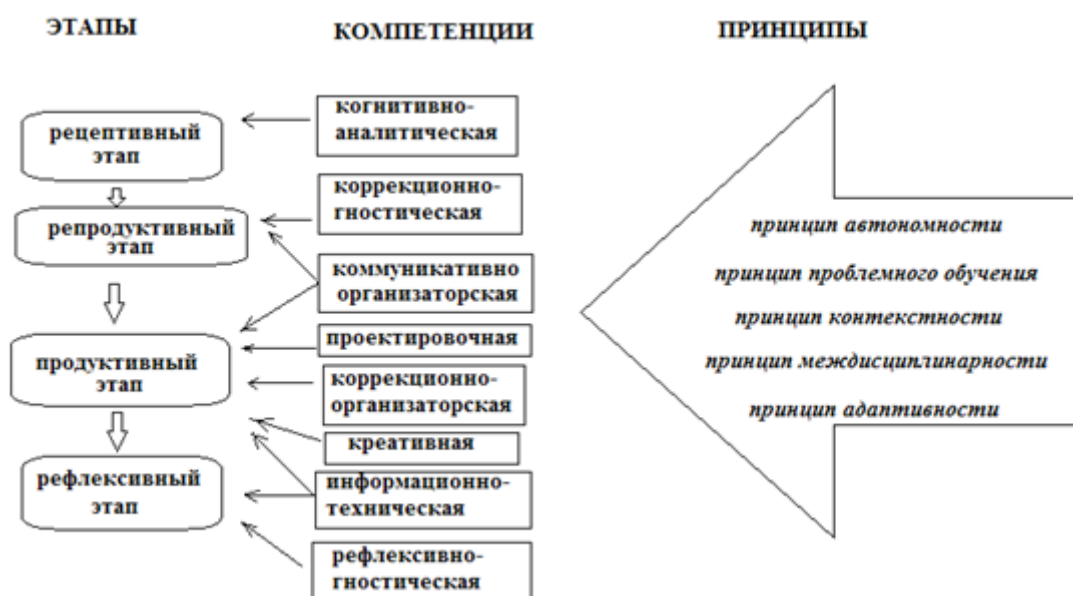 ЭТАПЫ
КОМПЕТЕНЦИИ
ПРИНЦИПЫ
рецептивный
этап
репродуктивный
этап
продуктивный
этап
рефлексивный
этап
когнитивно-
аналитическая
коррекционно-
гностическая
коммуникативно
организаторская
проектировочная
коррекционно-
организаторская
креативная
информационно-
техническая
рефлексивно-
гностическая
принцип автономности
принцип проблемного обучения
принцип контекстности
принцип междисциплинарности
принцип адаптивности